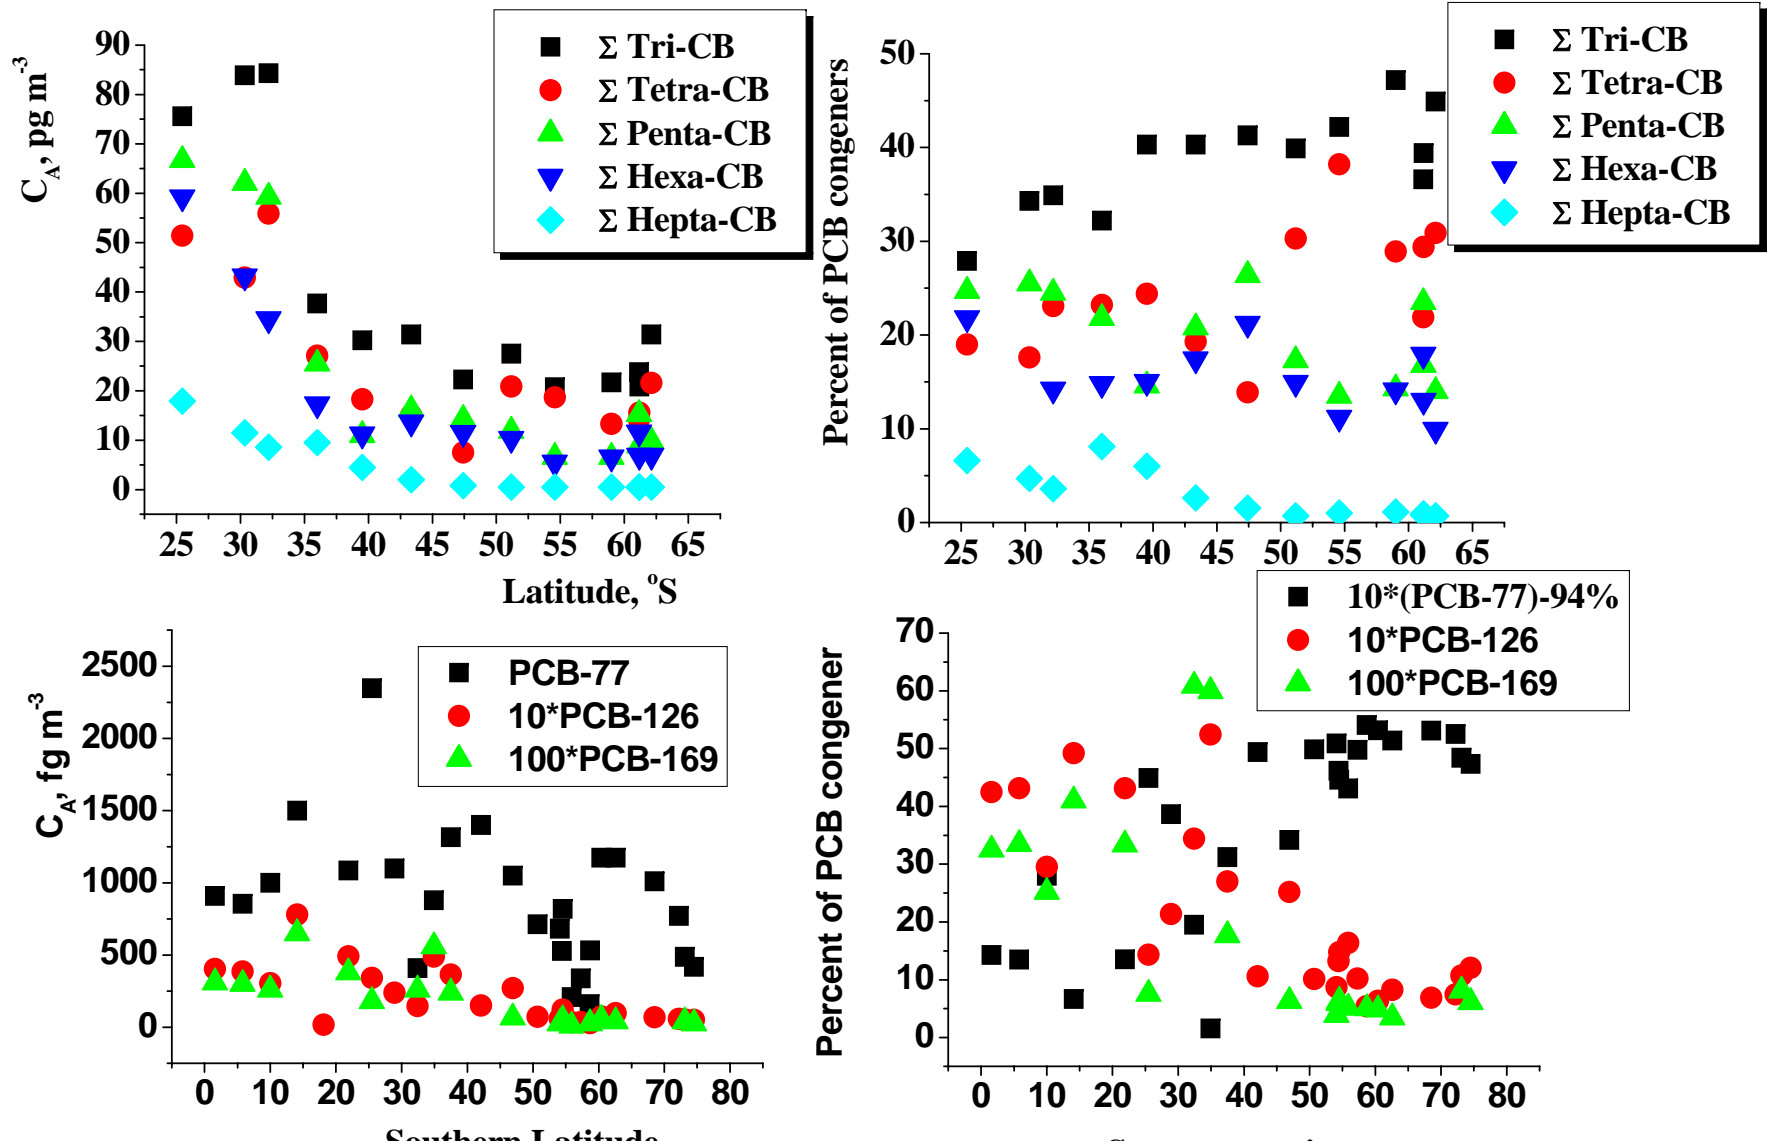 C_A, pg m^-3
90
80
70
60
50
40
30
20
10
0
25 30 35 40 45 50 55 60 65
Latitude, °S
Σ Tri-CB
Σ Tetra-CB
Σ Penta-CB
Σ Hexa-CB
Σ Hepta-CB
Percent of PCB congeners
50
40
30
20
10
0
25 30 35 40 45 50 55 60 65
Σ Tri-CB
Σ Tetra-CB
Σ Penta-CB
Σ Hexa-CB
Σ Hepta-CB
C_A, fg m^-3
2500
2000
1500
1000
500
0
0 10 20 30 40 50 60 70 80
PCB-77
10*PCB-126
100*PCB-169
Southern Latitude
Percent of PCB congener
70
60
50
40
30
20
10
0
0 10 20 30 40 50 60 70 80
10*(PCB-77)-94%
10*PCB-126
100*PCB-169